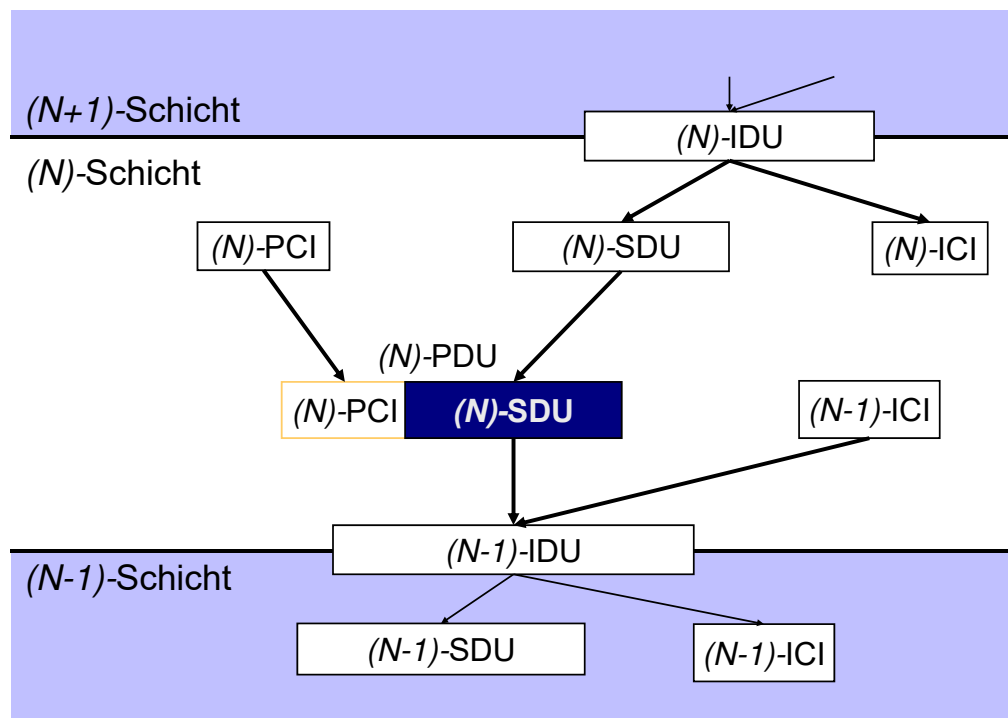 (N+1)-Schicht
(N)-IDU
(N)-Schicht
(N)-PCI
(N)-SDU
(N)-ICI
(N)-PDU
(N)-PCI
(N)-SDU
(N-1)-ICI
(N-1)-IDU
(N-1)-Schicht
(N-1)-SDU
(N-1)-ICI